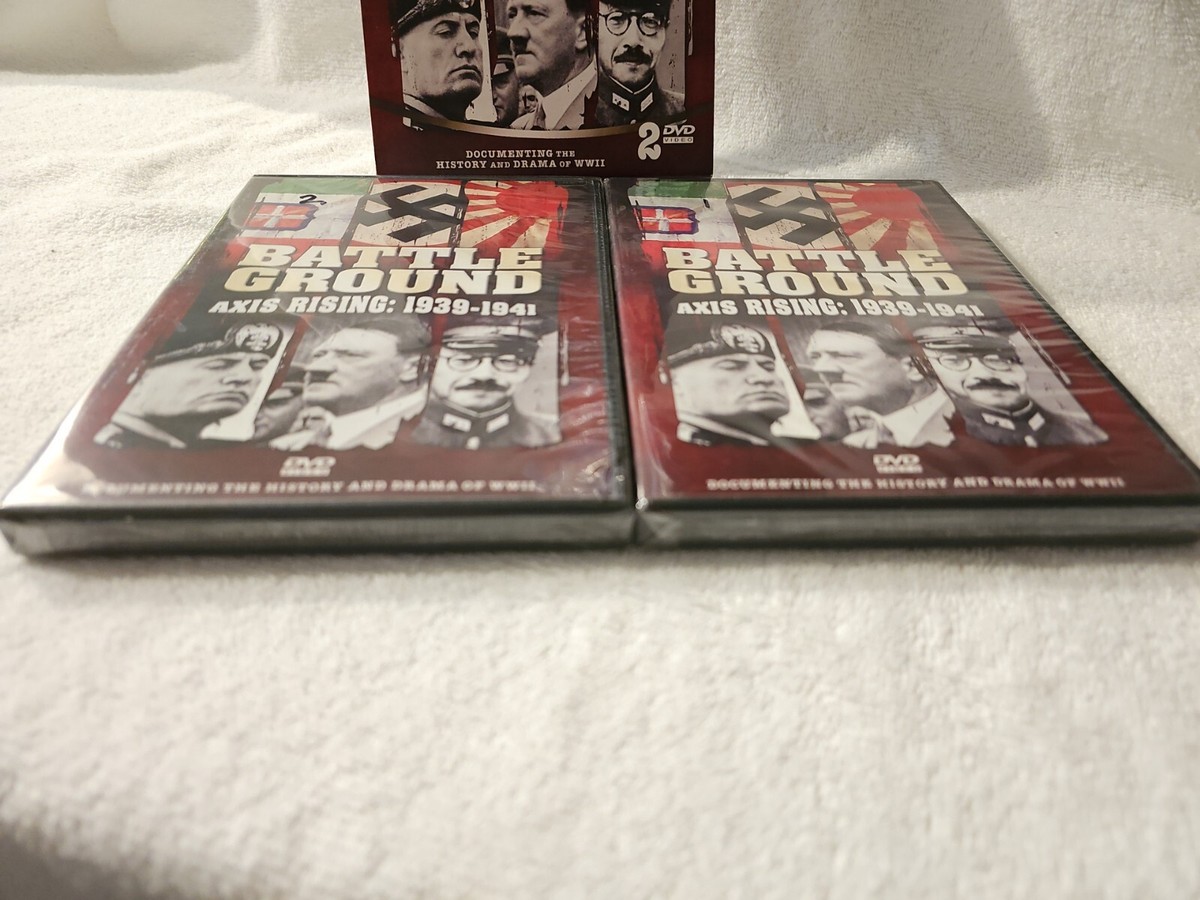 2 DVD
VIDEO
DOCUMENTING THE
HISTORY AND DRAMA OF WWII
2
BATTLE
GROUND
AXIS RISING: 1939-1941
DVD
DOCUMENTING THE HISTORY AND DRAMA OF WWII
BATTLE
GROUND
AXIS RISING: 1939-1941
DVD
DOCUMENTING THE HISTORY AND DRAMA OF WWII